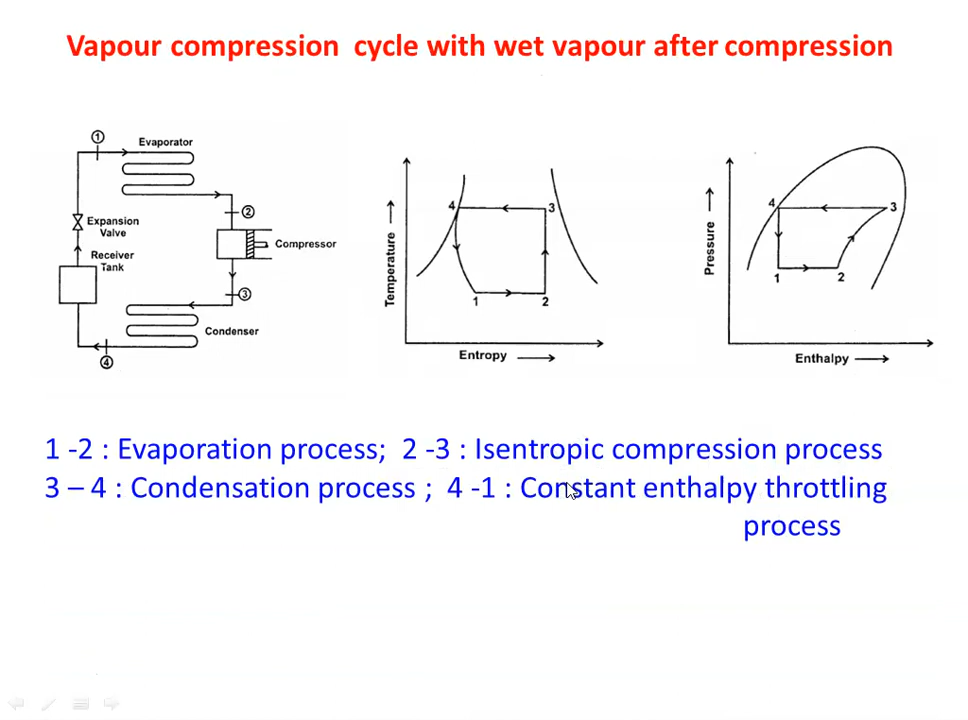 Vapour compression cycle with wet vapour after compression
1
Evaporator
2
Expansion
Valve
Compressor
Receiver
Tank
3
Condenser
4
Temperature
4
3
1
2
Entropy
Pressure
4
3
1
2
Enthalpy
1 -2 : Evaporation process; 2 -3 : Isentropic compression process
3 – 4 : Condensation process ; 4 -1 : Constant enthalpy throttling
process